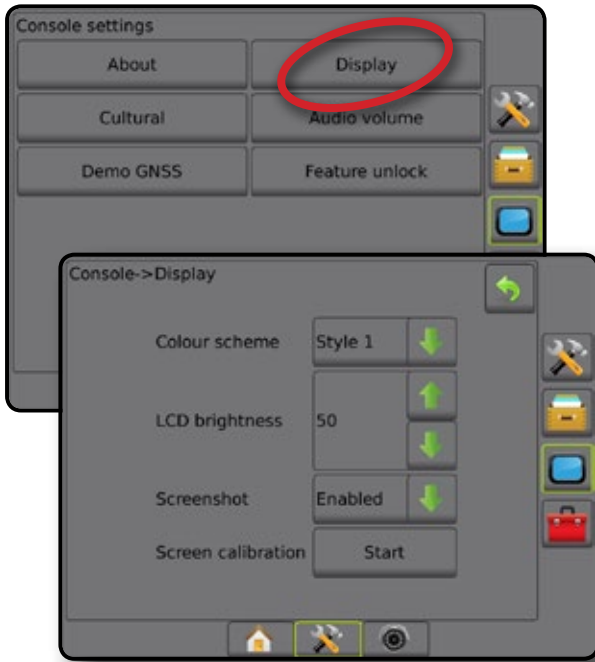 Console settings
About Display
Cultural Audio volume
Demo GNSS Feature unlock
Console->Display
Colour scheme Style 1
LCD brightness 50
Screenshot Enabled
Screen calibration Start